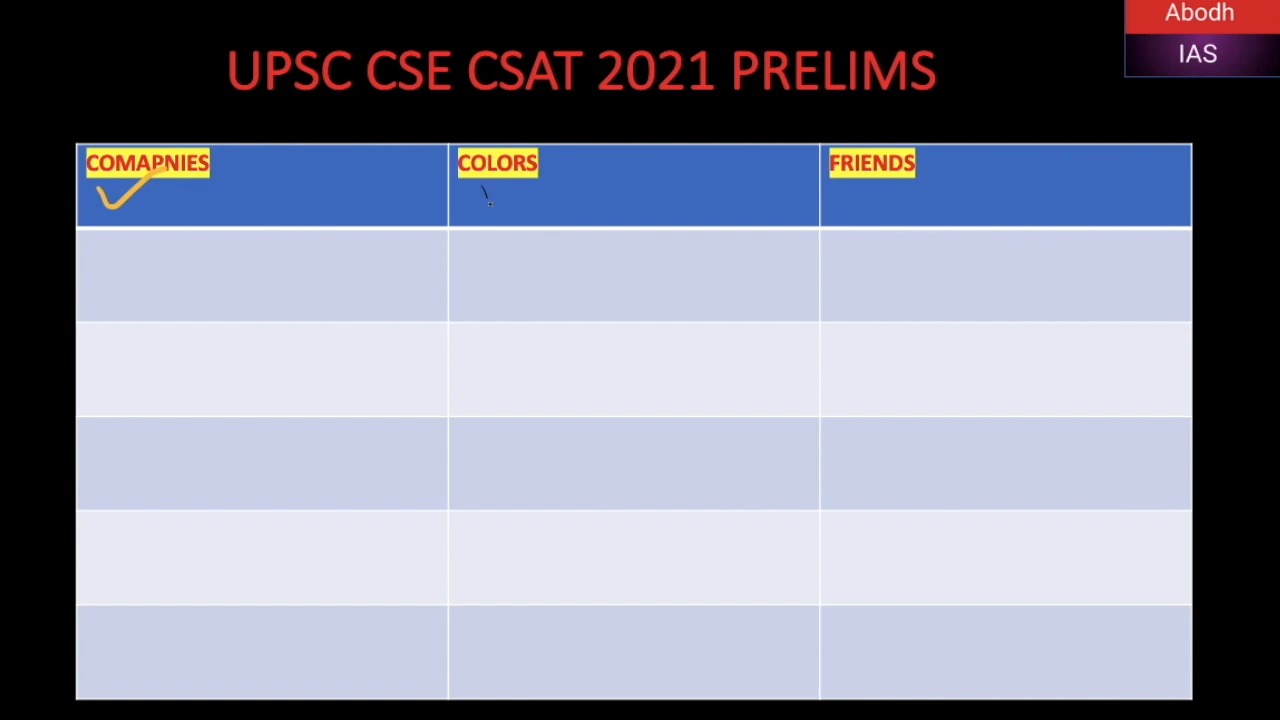 Abodh
IAS
UPSC CSE CSAT 2021 PRELIMS
COMAPNIES
COLORS
FRIENDS